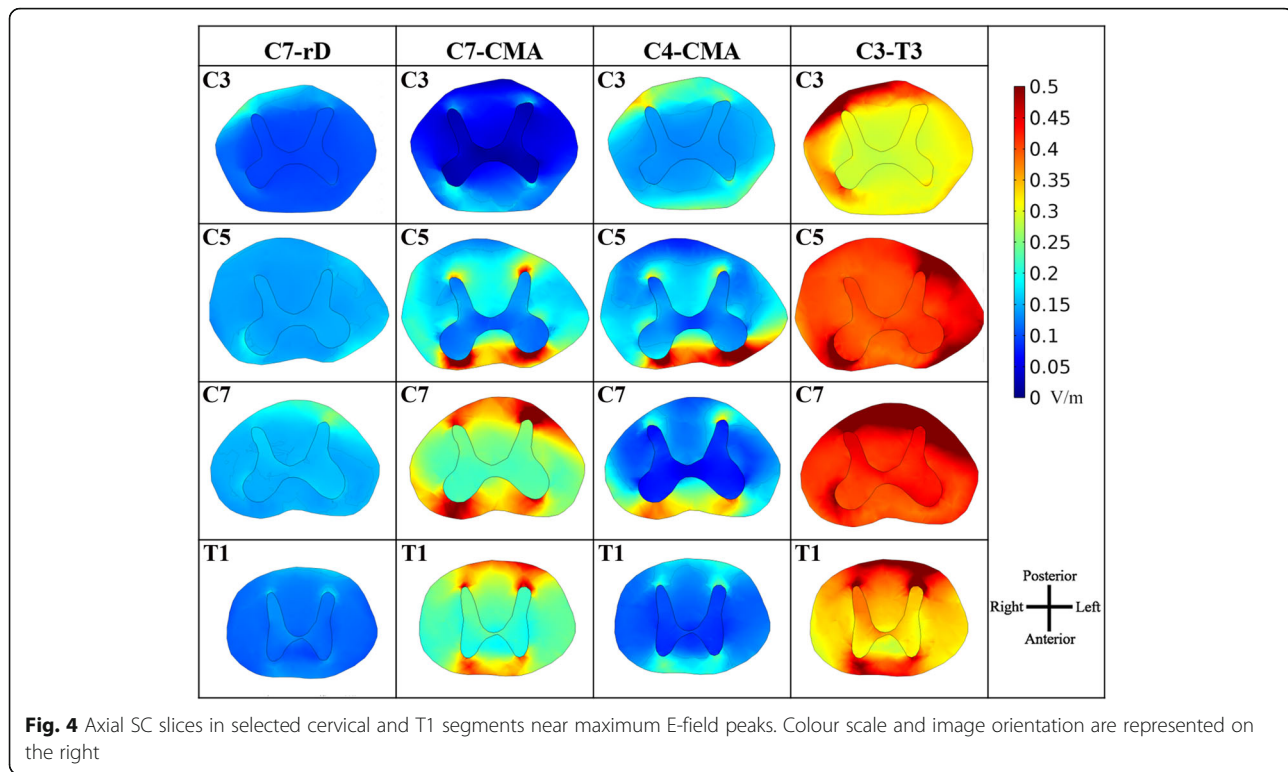 C7-rD C7-CMA C4-CMA C3-T3
C3 C3 C3 C3
C5 C5 C5 C5
C7 C7 C7 C7
T1 T1 T1 T1
0.5
0.45
0.4
0.35
0.3
0.25
0.2
0.15
0.1
0.05
0 V/m
Posterior
Right Left
Anterior
Fig. 4 Axial SC slices in selected cervical and T1 segments near maximum E-field peaks. Colour scale and image orientation are represented on
the right